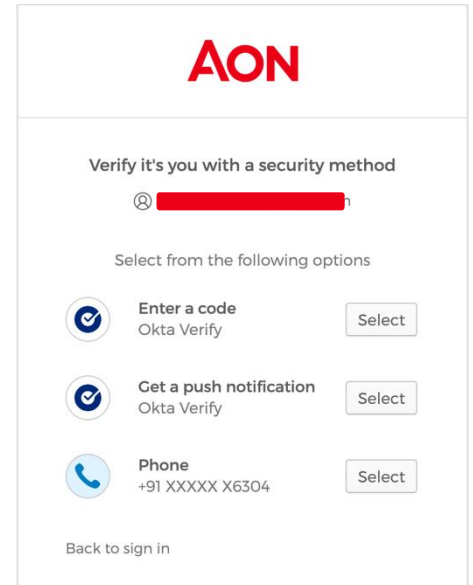 AON
Verify it's you with a security method
Select from the following options
Enter a code
Okta Verify
Select
Get a push notification
Okta Verify
Select
Phone
+91 XXXXX X6304
Select
Back to sign in